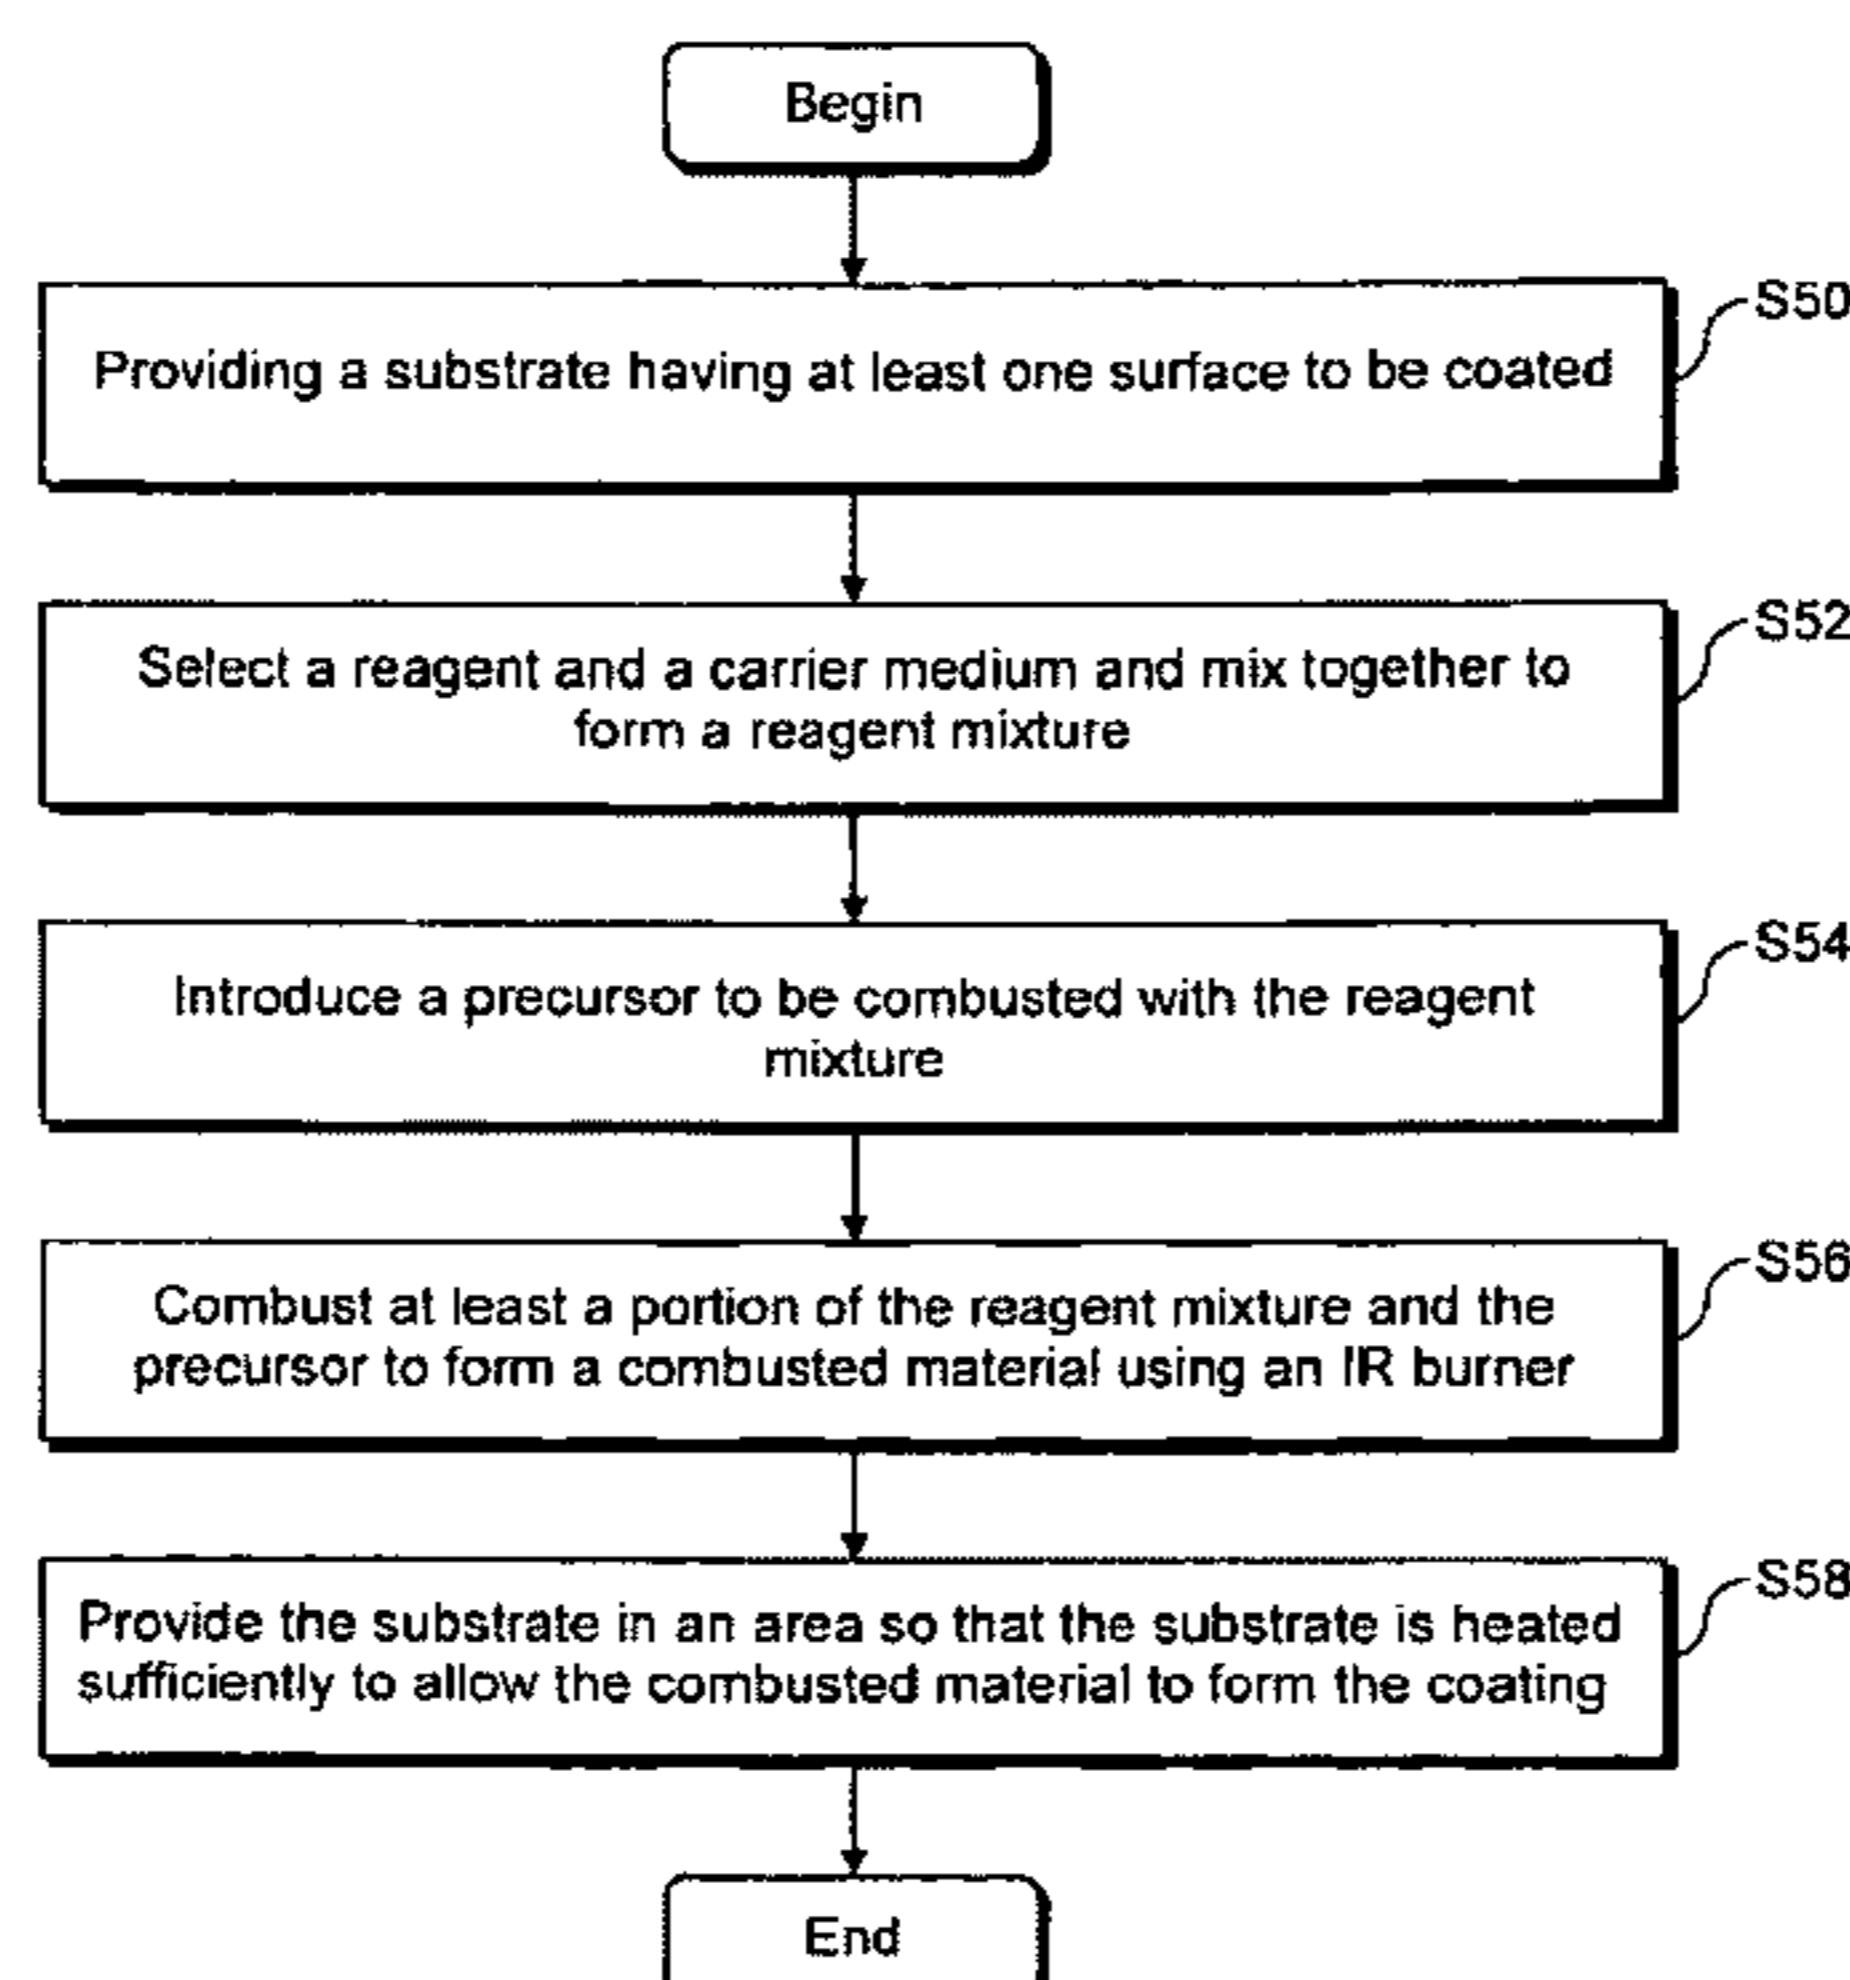 Begin
Providing a substrate having at least one surface to be coated
S50
Select a reagent and a carrier medium and mix together to
form a reagent mixture
S52
Introduce a precursor to be combusted with the reagent
mixture
S54
Combust at least a portion of the reagent mixture and the
precursor to form a combusted material using an IR burner
S56
Provide the substrate in an area so that the substrate is heated
sufficiently to allow the combusted material to form the coating
S58
End